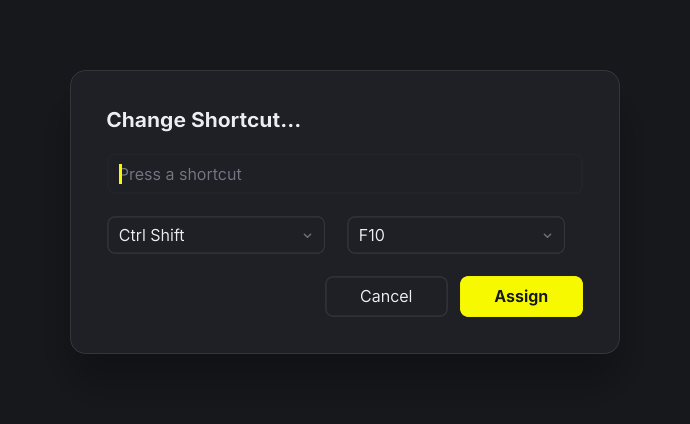 Change Shortcut...
Press a shortcut
Ctrl Shift
F10
Cancel
Assign